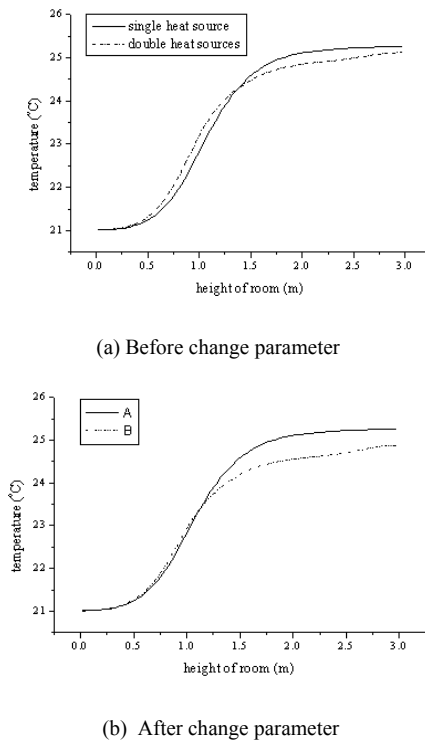 single heat source
double heat sources
26
25
24
23
22
21
temperature (°C)
0.0 0.5 1.0 1.5 2.0 2.5 3.0
height of room (m)
(a) Before change parameter
A
B
26
25
24
23
22
21
temperature (°C)
0.0 0.5 1.0 1.5 2.0 2.5 3.0
height of room (m)
(b) After change parameter